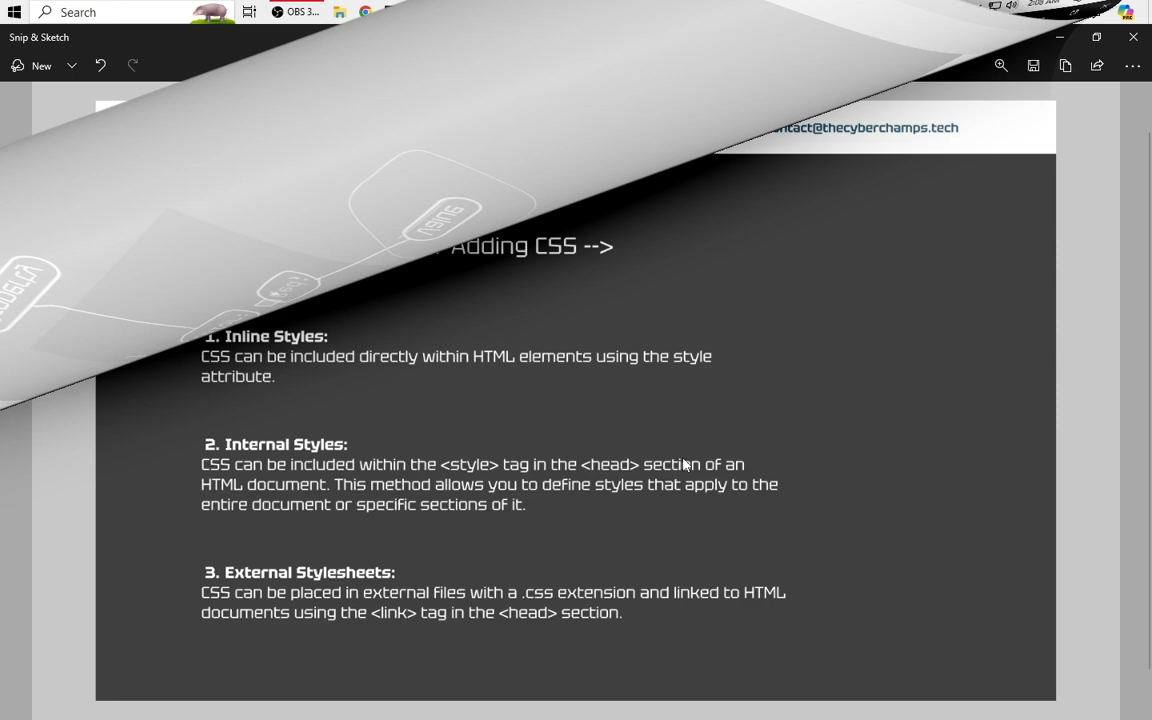 Search
OBS 3...
2:08 AM
Snip & Sketch
New
ntact@thecyberchamps.tech
Adding CSS -->
1. Inline Styles:
CSS can be included directly within HTML elements using the style
attribute.
2. Internal Styles:
CSS can be included within the <style> tag in the <head> section of an
HTML document. This method allows you to define styles that apply to the
entire document or specific sections of it.
3. External Stylesheets:
CSS can be placed in external files with a .css extension and linked to HTML
documents using the <link> tag in the <head> section.